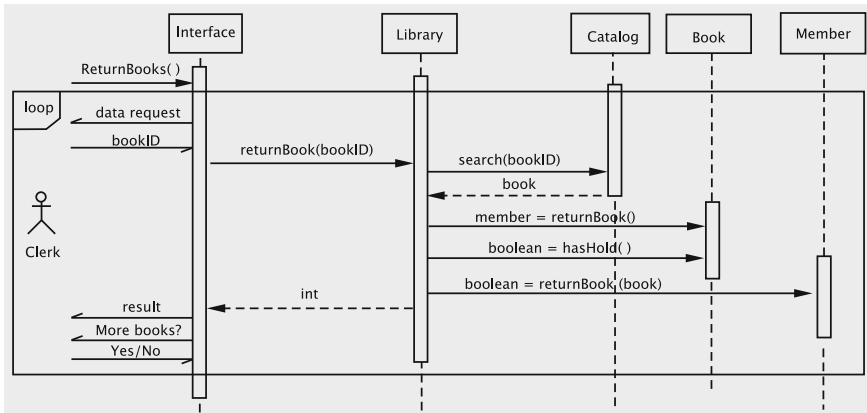 Interface
Library
Catalog
Book
Member
ReturnBooks( )
loop
data request
bookID
returnBook(bookID)
search(bookID)
book
member = returnBook()
boolean = hasHold( )
Clerk
boolean = returnBook (book)
int
result
More books?
Yes/No